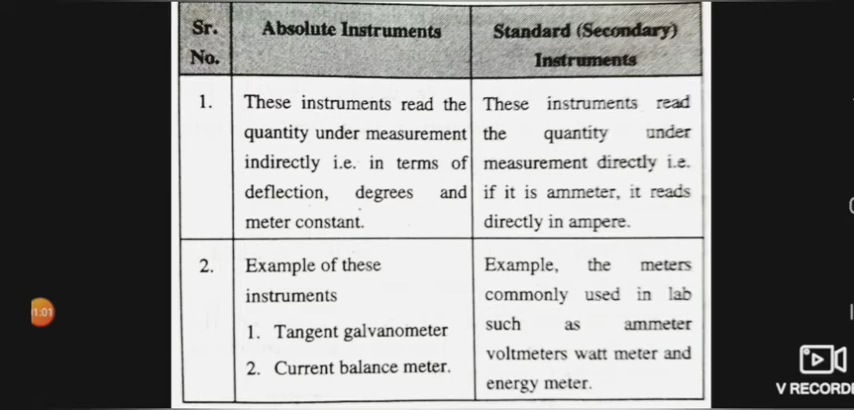 Sr.
No.
Absolute Instruments
Standard (Secondary)
Instruments
1.
These instruments read the
quantity under measurement
indirectly i.e. in terms of
deflection, degrees and
meter constant.
These instruments read
the quantity under
measurement directly i.e.
if it is ammeter, it reads
directly in ampere.
2.
Example of these
instruments
1. Tangent galvanometer
2. Current balance meter.
Example, the meters
commonly used in lab
such as ammeter
voltmeters watt meter and
energy meter.
1:01
V RECORD